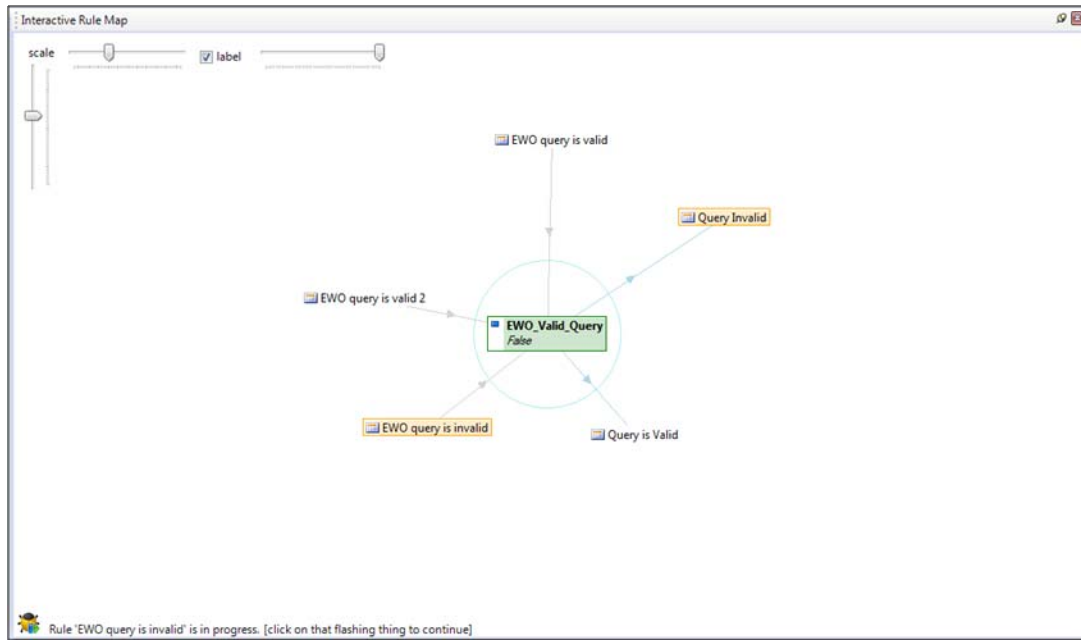 Interactive Rule Map
scale
label
EWO query is valid
Query Invalid
EWO query is valid 2
EWO_Valid_Query
False
EWO query is invalid
Query is Valid
Rule 'EWO query is invalid' is in progress. [click on that flashing thing to continue]